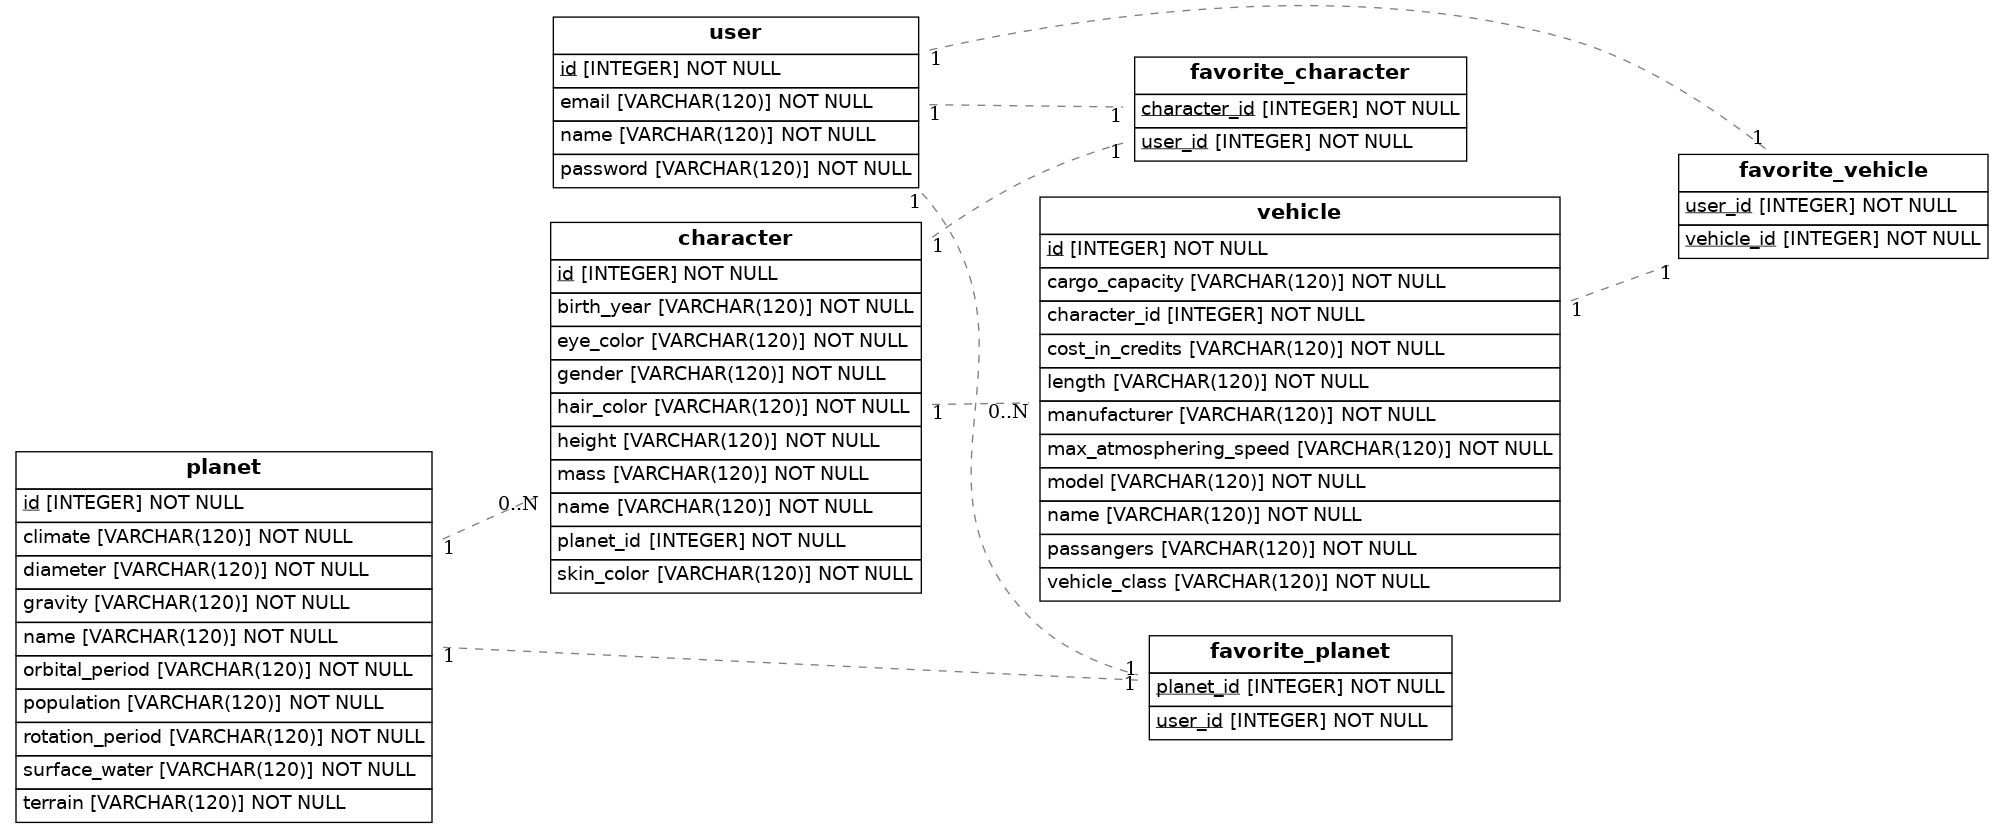 user
id [INTEGER] NOT NULL
email [VARCHAR(120)] NOT NULL
name [VARCHAR(120)] NOT NULL
password [VARCHAR(120)] NOT NULL
1
1
1
favorite_character
character_id [INTEGER] NOT NULL
user_id [INTEGER] NOT NULL
1
1
favorite_vehicle
user_id [INTEGER] NOT NULL
vehicle_id [INTEGER] NOT NULL
1
1
character
id [INTEGER] NOT NULL
birth_year [VARCHAR(120)] NOT NULL
eye_color [VARCHAR(120)] NOT NULL
gender [VARCHAR(120)] NOT NULL
hair_color [VARCHAR(120)] NOT NULL
height [VARCHAR(120)] NOT NULL
mass [VARCHAR(120)] NOT NULL
name [VARCHAR(120)] NOT NULL
planet_id [INTEGER] NOT NULL
skin_color [VARCHAR(120)] NOT NULL
1
1
0..N
0..N
vehicle
id [INTEGER] NOT NULL
cargo_capacity [VARCHAR(120)] NOT NULL
character_id [INTEGER] NOT NULL
cost_in_credits [VARCHAR(120)] NOT NULL
length [VARCHAR(120)] NOT NULL
manufacturer [VARCHAR(120)] NOT NULL
max_atmosphering_speed [VARCHAR(120)] NOT NULL
model [VARCHAR(120)] NOT NULL
name [VARCHAR(120)] NOT NULL
passangers [VARCHAR(120)] NOT NULL
vehicle_class [VARCHAR(120)] NOT NULL
1
planet
id [INTEGER] NOT NULL
climate [VARCHAR(120)] NOT NULL
diameter [VARCHAR(120)] NOT NULL
gravity [VARCHAR(120)] NOT NULL
name [VARCHAR(120)] NOT NULL
orbital_period [VARCHAR(120)] NOT NULL
population [VARCHAR(120)] NOT NULL
rotation_period [VARCHAR(120)] NOT NULL
surface_water [VARCHAR(120)] NOT NULL
terrain [VARCHAR(120)] NOT NULL
1
1
favorite_planet
planet_id [INTEGER] NOT NULL
user_id [INTEGER] NOT NULL
1
1